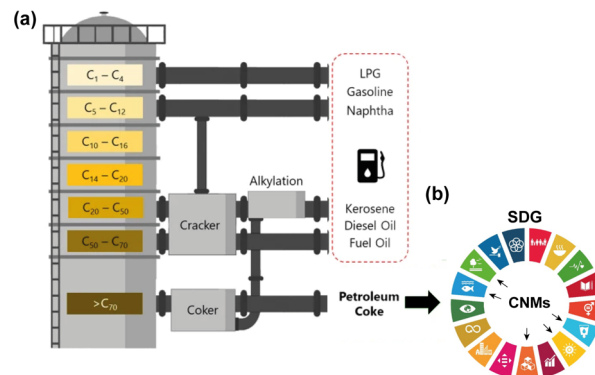 (a)
C₁ – C₄
C₅ – C₁₂
C₁₀ – C₁₆
C₁₄ – C₂₀
C₂₀ – C₅₀
C₅₀ – C₇₀
>C₇₀
Cracker
Alkylation
Coker
LPG
Gasoline
Naphtha
Kerosene
Diesel Oil
Fuel Oil
Petroleum
Coke
(b)
SDG
CNMs